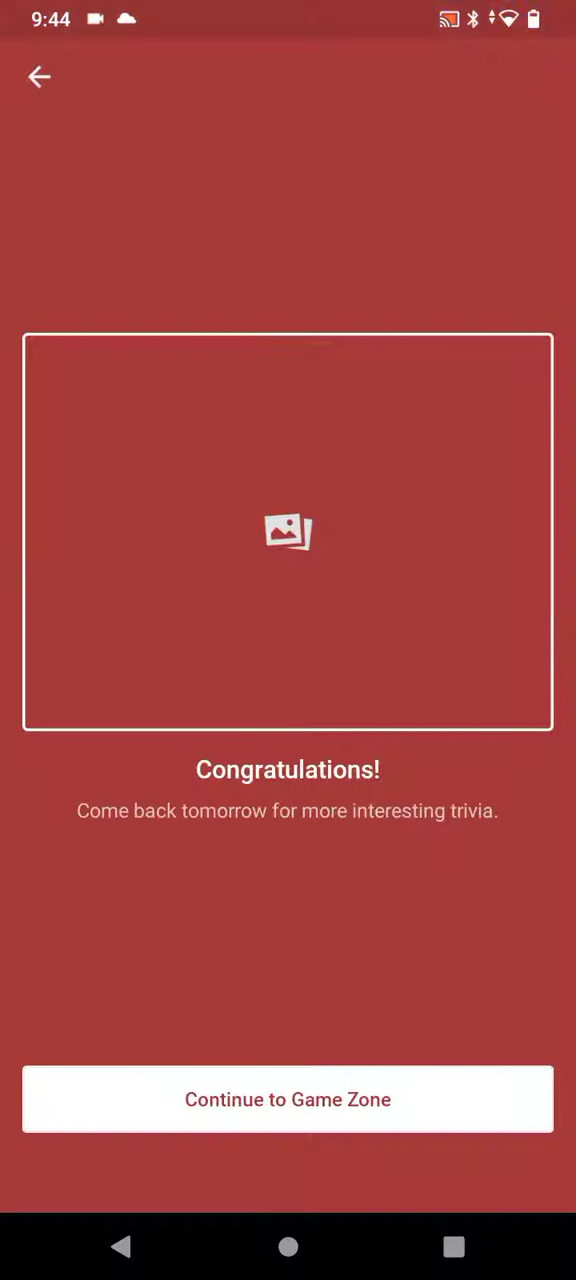 9:44
Congratulations!
Come back tomorrow for more interesting trivia.
Continue to Game Zone